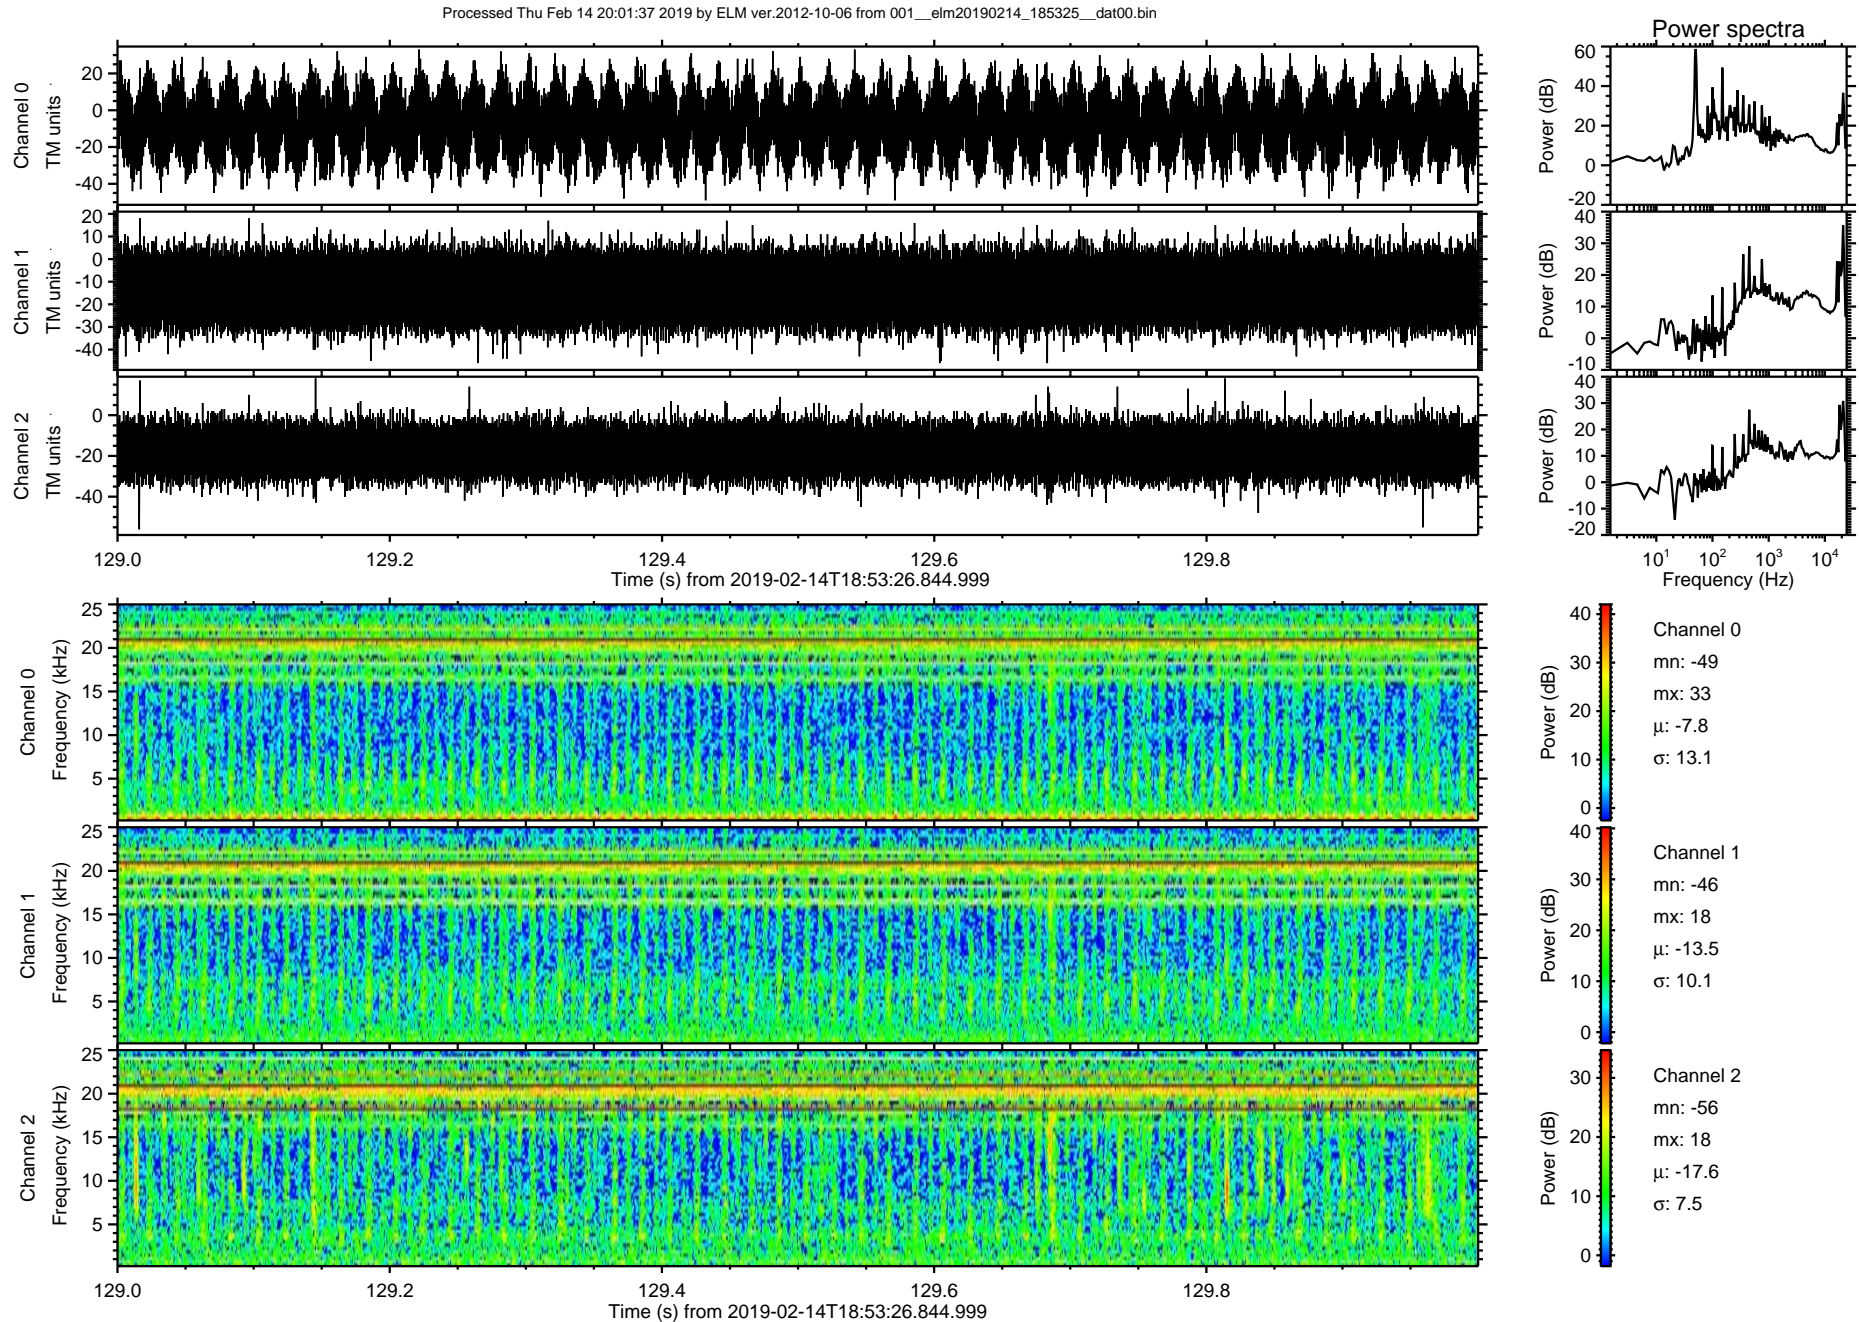 Processed Thu Feb 14 20:01:37 2019 by ELM ver.2012-10-06 from 001__elm20190214_185325__dat00.bin
Power spectra
Channel 0
TM units
20
0
-20
-40
Power (dB)
60
40
20
0
-20
Channel 1
TM units
20
10
0
-10
-20
-30
-40
Power (dB)
40
30
20
10
0
-10
Channel 2
TM units
0
-20
-40
Power (dB)
40
30
20
10
0
-10
-20
129.0 129.2 129.4 129.6 129.8
Time (s) from 2019-02-14T18:53:26.844.999
10¹ 10² 10³ 10⁴
Frequency (Hz)
Channel 0
Frequency (kHz)
25
20
15
10
5
Power (dB)
40
30
20
10
0
Channel 0
mn: -49
mx: 33
μ: -7.8
σ: 13.1
Channel 1
Frequency (kHz)
25
20
15
10
5
Power (dB)
40
30
20
10
0
Channel 1
mn: -46
mx: 18
μ: -13.5
σ: 10.1
Channel 2
Frequency (kHz)
25
20
15
10
5
Power (dB)
30
20
10
0
Channel 2
mn: -56
mx: 18
μ: -17.6
σ: 7.5
129.0 129.2 129.4 129.6 129.8
Time (s) from 2019-02-14T18:53:26.844.999